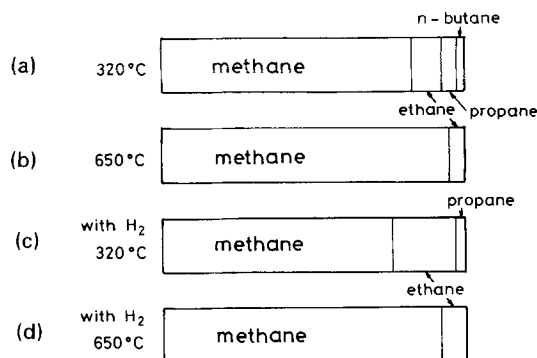 n-butane
(a) 320°C methane
ethane propane
(b) 650°C methane
propane
(c) with H₂ 320°C methane
ethane
(d) with H₂ 650°C methane